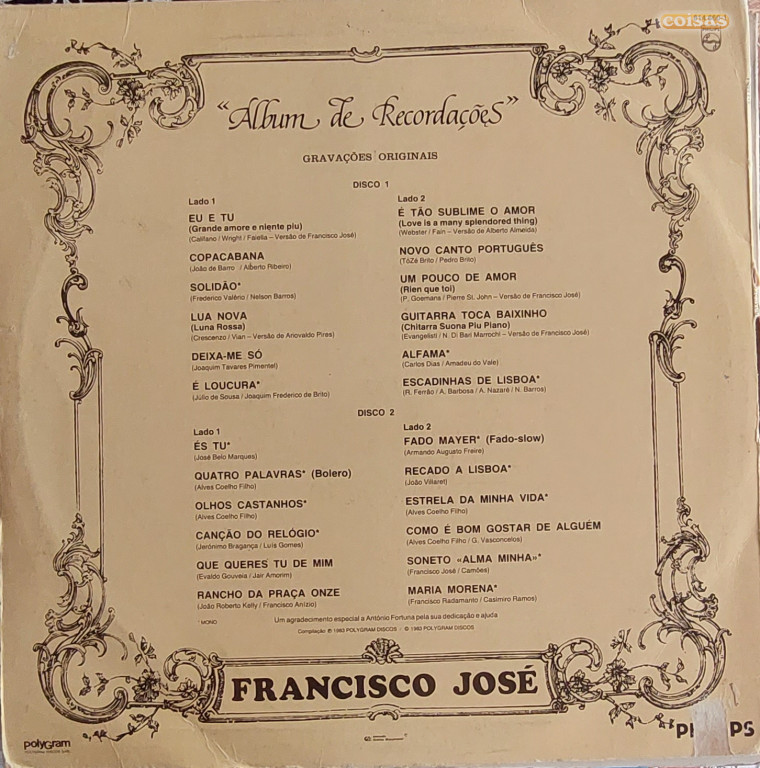 coisas
"Album de Recordações"
GRAVAÇÕES ORIGINAIS
DISCO 1
Lado 1
EU E TU
(Grande amore e niente piu)
(Califano / Wright / Faiella – Versão de Francisco José)
COPACABANA
(João de Barro / Alberto Ribeiro)
SOLIDÃO*
(Frederico Valério / Nelson Barros)
LUA NOVA
(Luna Rossa)
(Crescenzo / Vian – Versão de Ariovaldo Pires)
DEIXA-ME SÓ
(Joaquim Tavares Pimentel)
É LOUCURA*
(Júlio de Sousa / Joaquim Frederico de Brito)
Lado 2
É TÃO SUBLIME O AMOR
(Love is a many splendored thing)
(Webster / Fain – Versão de Alberto Almeida)
NOVO CANTO PORTUGUÊS
(TóZé Brito / Pedro Brito)
UM POUCO DE AMOR
(Rien que toi)
(P. Goemans / Pierre St. John – Versão de Francisco José)
GUITARRA TOCA BAIXINHO
(Chitarra Suona Piu Piano)
(Evangelisti / N. Di Bari Marrochi – Versão de Francisco José)
ALFAMA*
(Carlos Dias / Amadeu do Vale)
ESCADINHAS DE LISBOA*
(R. Ferrão / A. Barbosa / A. Nazaré / N. Barros)
DISCO 2
Lado 1
ÉS TU*
(José Belo Marques)
QUATRO PALAVRAS* (Bolero)
(Alves Coelho Filho)
OLHOS CASTANHOS*
(Alves Coelho Filho)
CANÇÃO DO RELÓGIO*
(Jerónimo Bragança / Luís Gomes)
QUE QUERES TU DE MIM
(Evaldo Gouveia / Jair Amorim)
RANCHO DA PRAÇA ONZE
(João Roberto Kelly / Francisco Anízio)
Lado 2
FADO MAYER* (Fado-slow)
(Armando Augusto Freire)
RECADO A LISBOA*
(João Villaret)
ESTRELA DA MINHA VIDA*
(Alves Coelho Filho)
COMO É BOM GOSTAR DE ALGUÉM
(Alves Coelho Filho / G. Vasconcelos)
SONETO «ALMA MINHA»*
(Francisco José / Camões)
MARIA MORENA*
(Francisco Radamanto / Casimiro Ramos)
* MONO
Um agradecimento especial a António Fortuna pela sua dedicação e ajuda
Compilação ℗ 1983 POLYGRAM DISCOS - © 1983 POLYGRAM DISCOS
FRANCISCO JOSÉ
polyGram